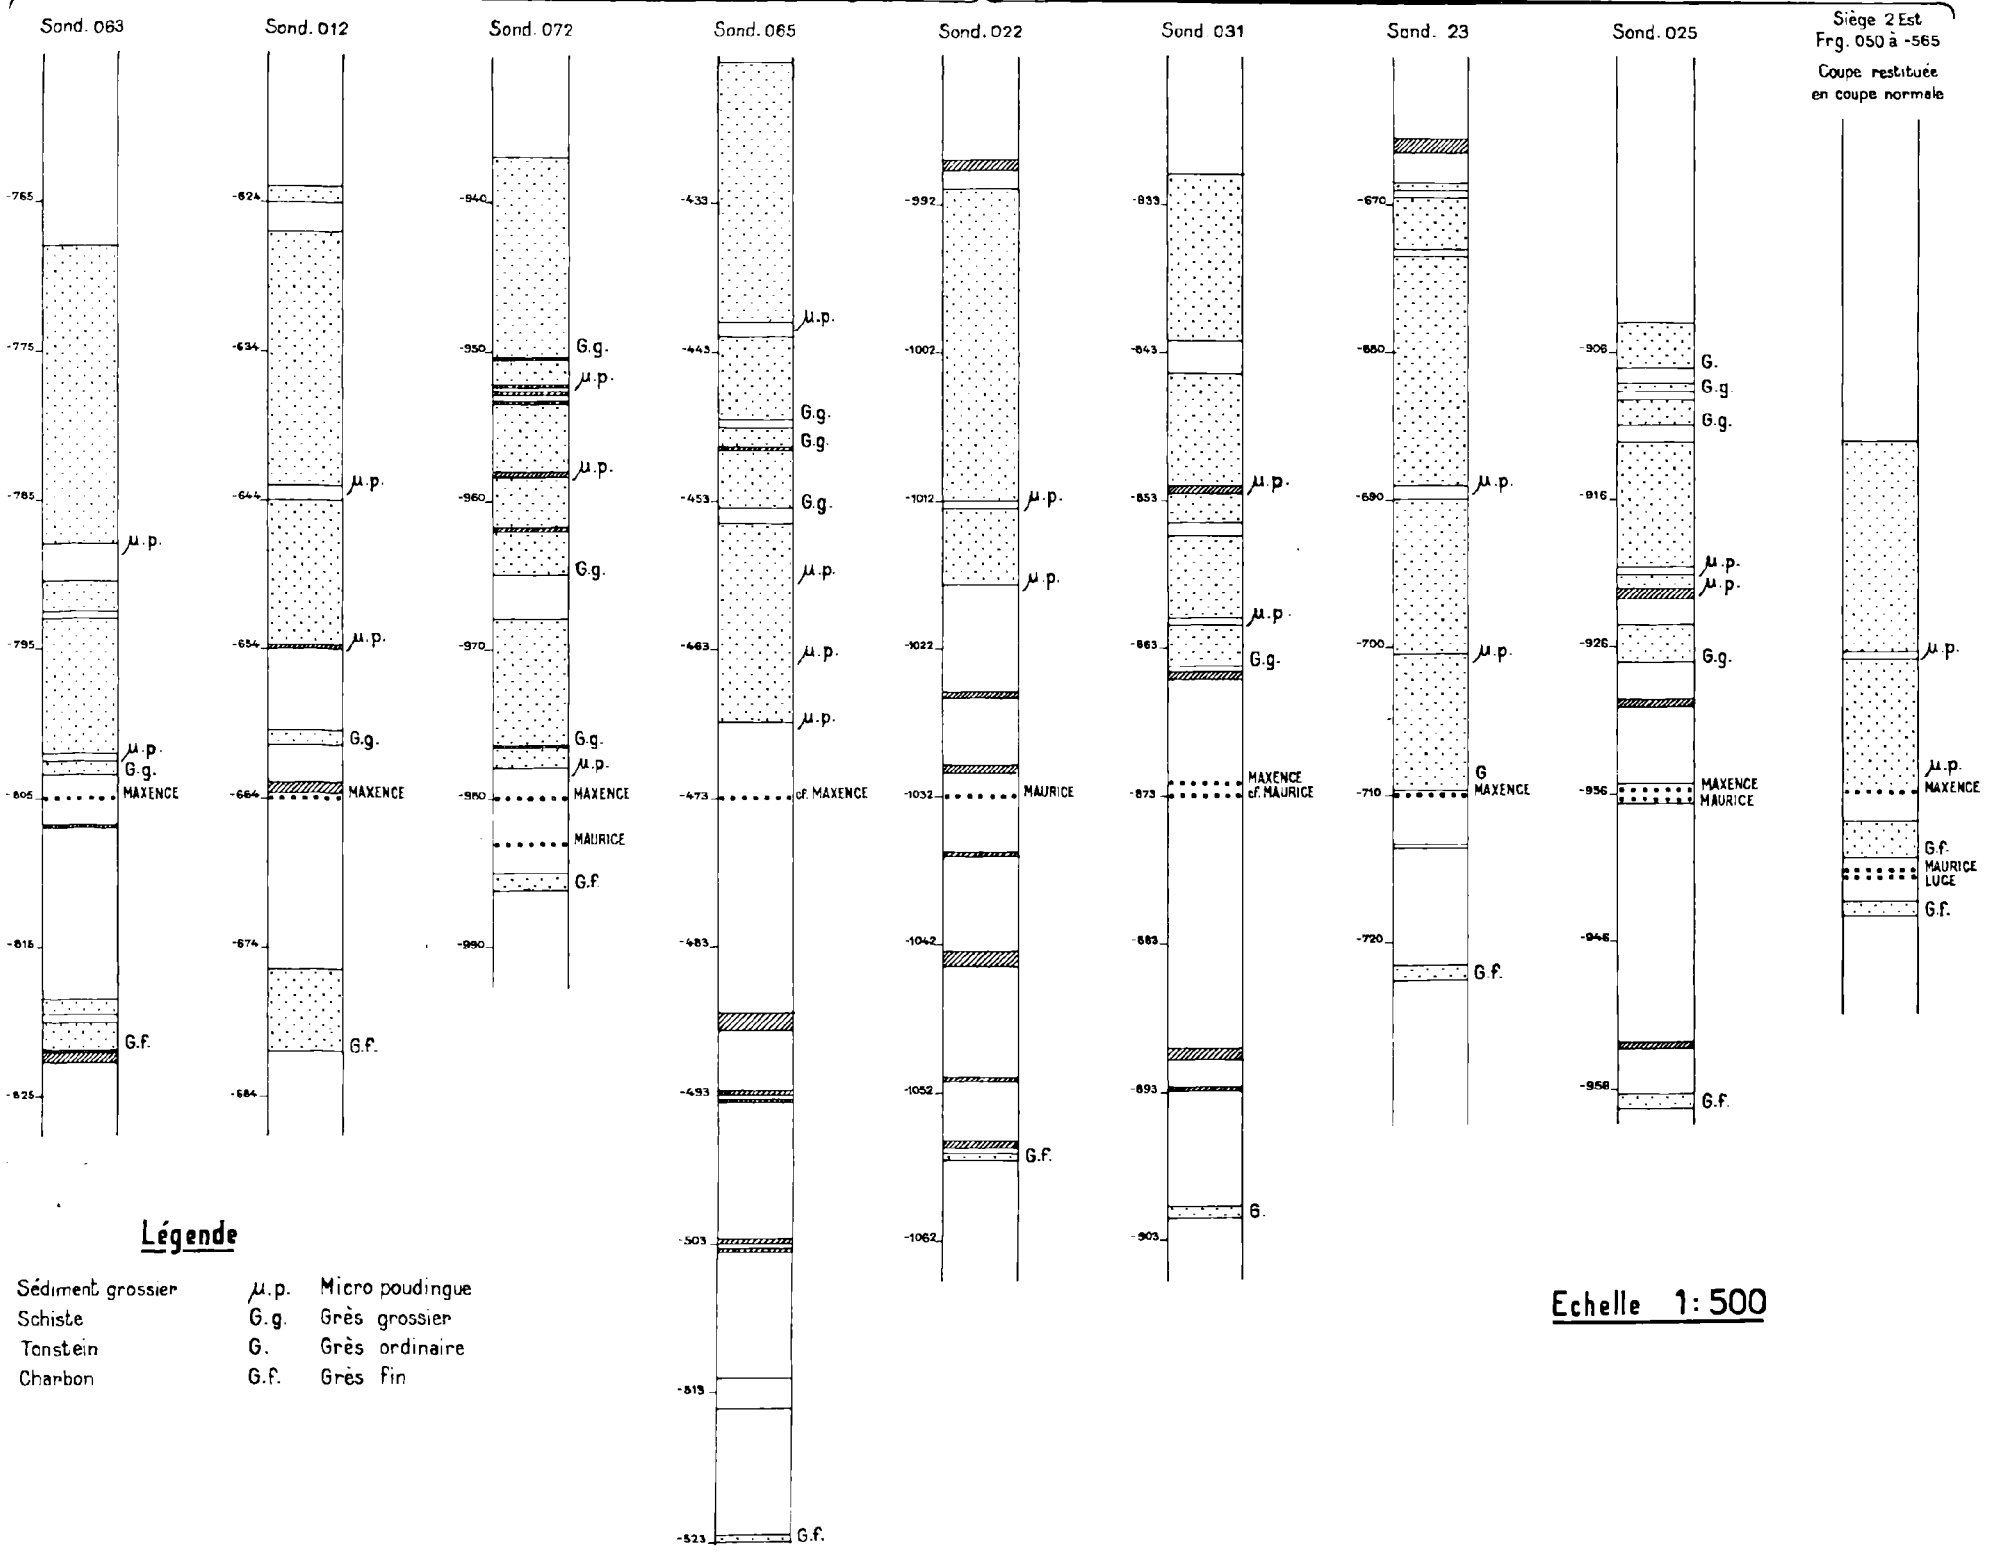 Sond. 063
-765
-775
-785
µ.p.
-795
µ.p.
G.g.
-805
MAXENCE
-815
G.f.
-825
Sond. 012
-624
-634
µ.p.
-644
µ.p.
-654
G.g.
-664
MAXENCE
-674
G.f.
-684
Sond. 072
-940
G.g.
-950
µ.p.
µ.p.
-960
G.g.
-970
G.g.
µ.p.
-980
MAXENCE
MAURICE
G.f.
-990
Sond. 065
-433
µ.p.
-443
G.g.
G.g.
G.g.
-453
µ.p.
µ.p.
-463
µ.p.
-473
cf. MAXENCE
-483
-493
-503
-513
-523
G.f.
Sond. 022
-992
-1002
µ.p.
-1012
µ.p.
-1022
-1032
MAURICE
-1042
-1052
G.f.
-1062
Sond. 031
-833
-843
µ.p.
-853
µ.p.
-863
G.g.
MAXENCE
-873
cf. MAURICE
-883
-893
G.
-903
Sond. 23
-670
-680
µ.p.
-690
µ.p.
-700
G
MAXENCE
-710
-720
G.f.
Sond. 025
-906
G.
G.g.
G.g.
-916
µ.p.
µ.p.
-926
G.g.
MAXENCE
-936
MAURICE
-946
-958
G.f.
Siège 2 Est
Frg. 050 à -565
Coupe restituée
en coupe normale
µ.p.
µ.p.
MAXENCE
G.f.
MAURICE
LUCE
G.f.
Légende
Sédiment grossier
Schiste
Tonstein
Charbon
µ.p. Micro poudingue
G.g. Grès grossier
G. Grès ordinaire
G.f. Grès fin
Echelle 1:500